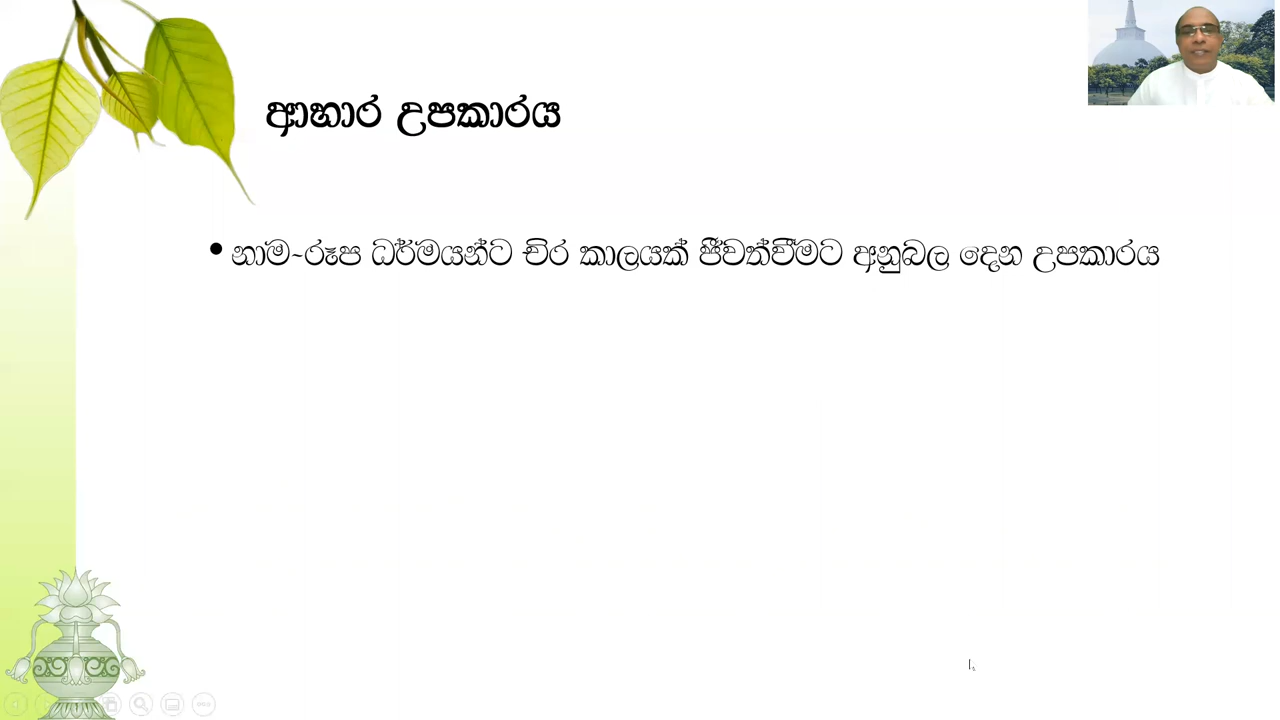 ආහාර උපකාරය
• නාම-රූප ධර්මයන්ට චිර කාලයක් ජීවත්වීමට අනුබල දෙන උපකාරය